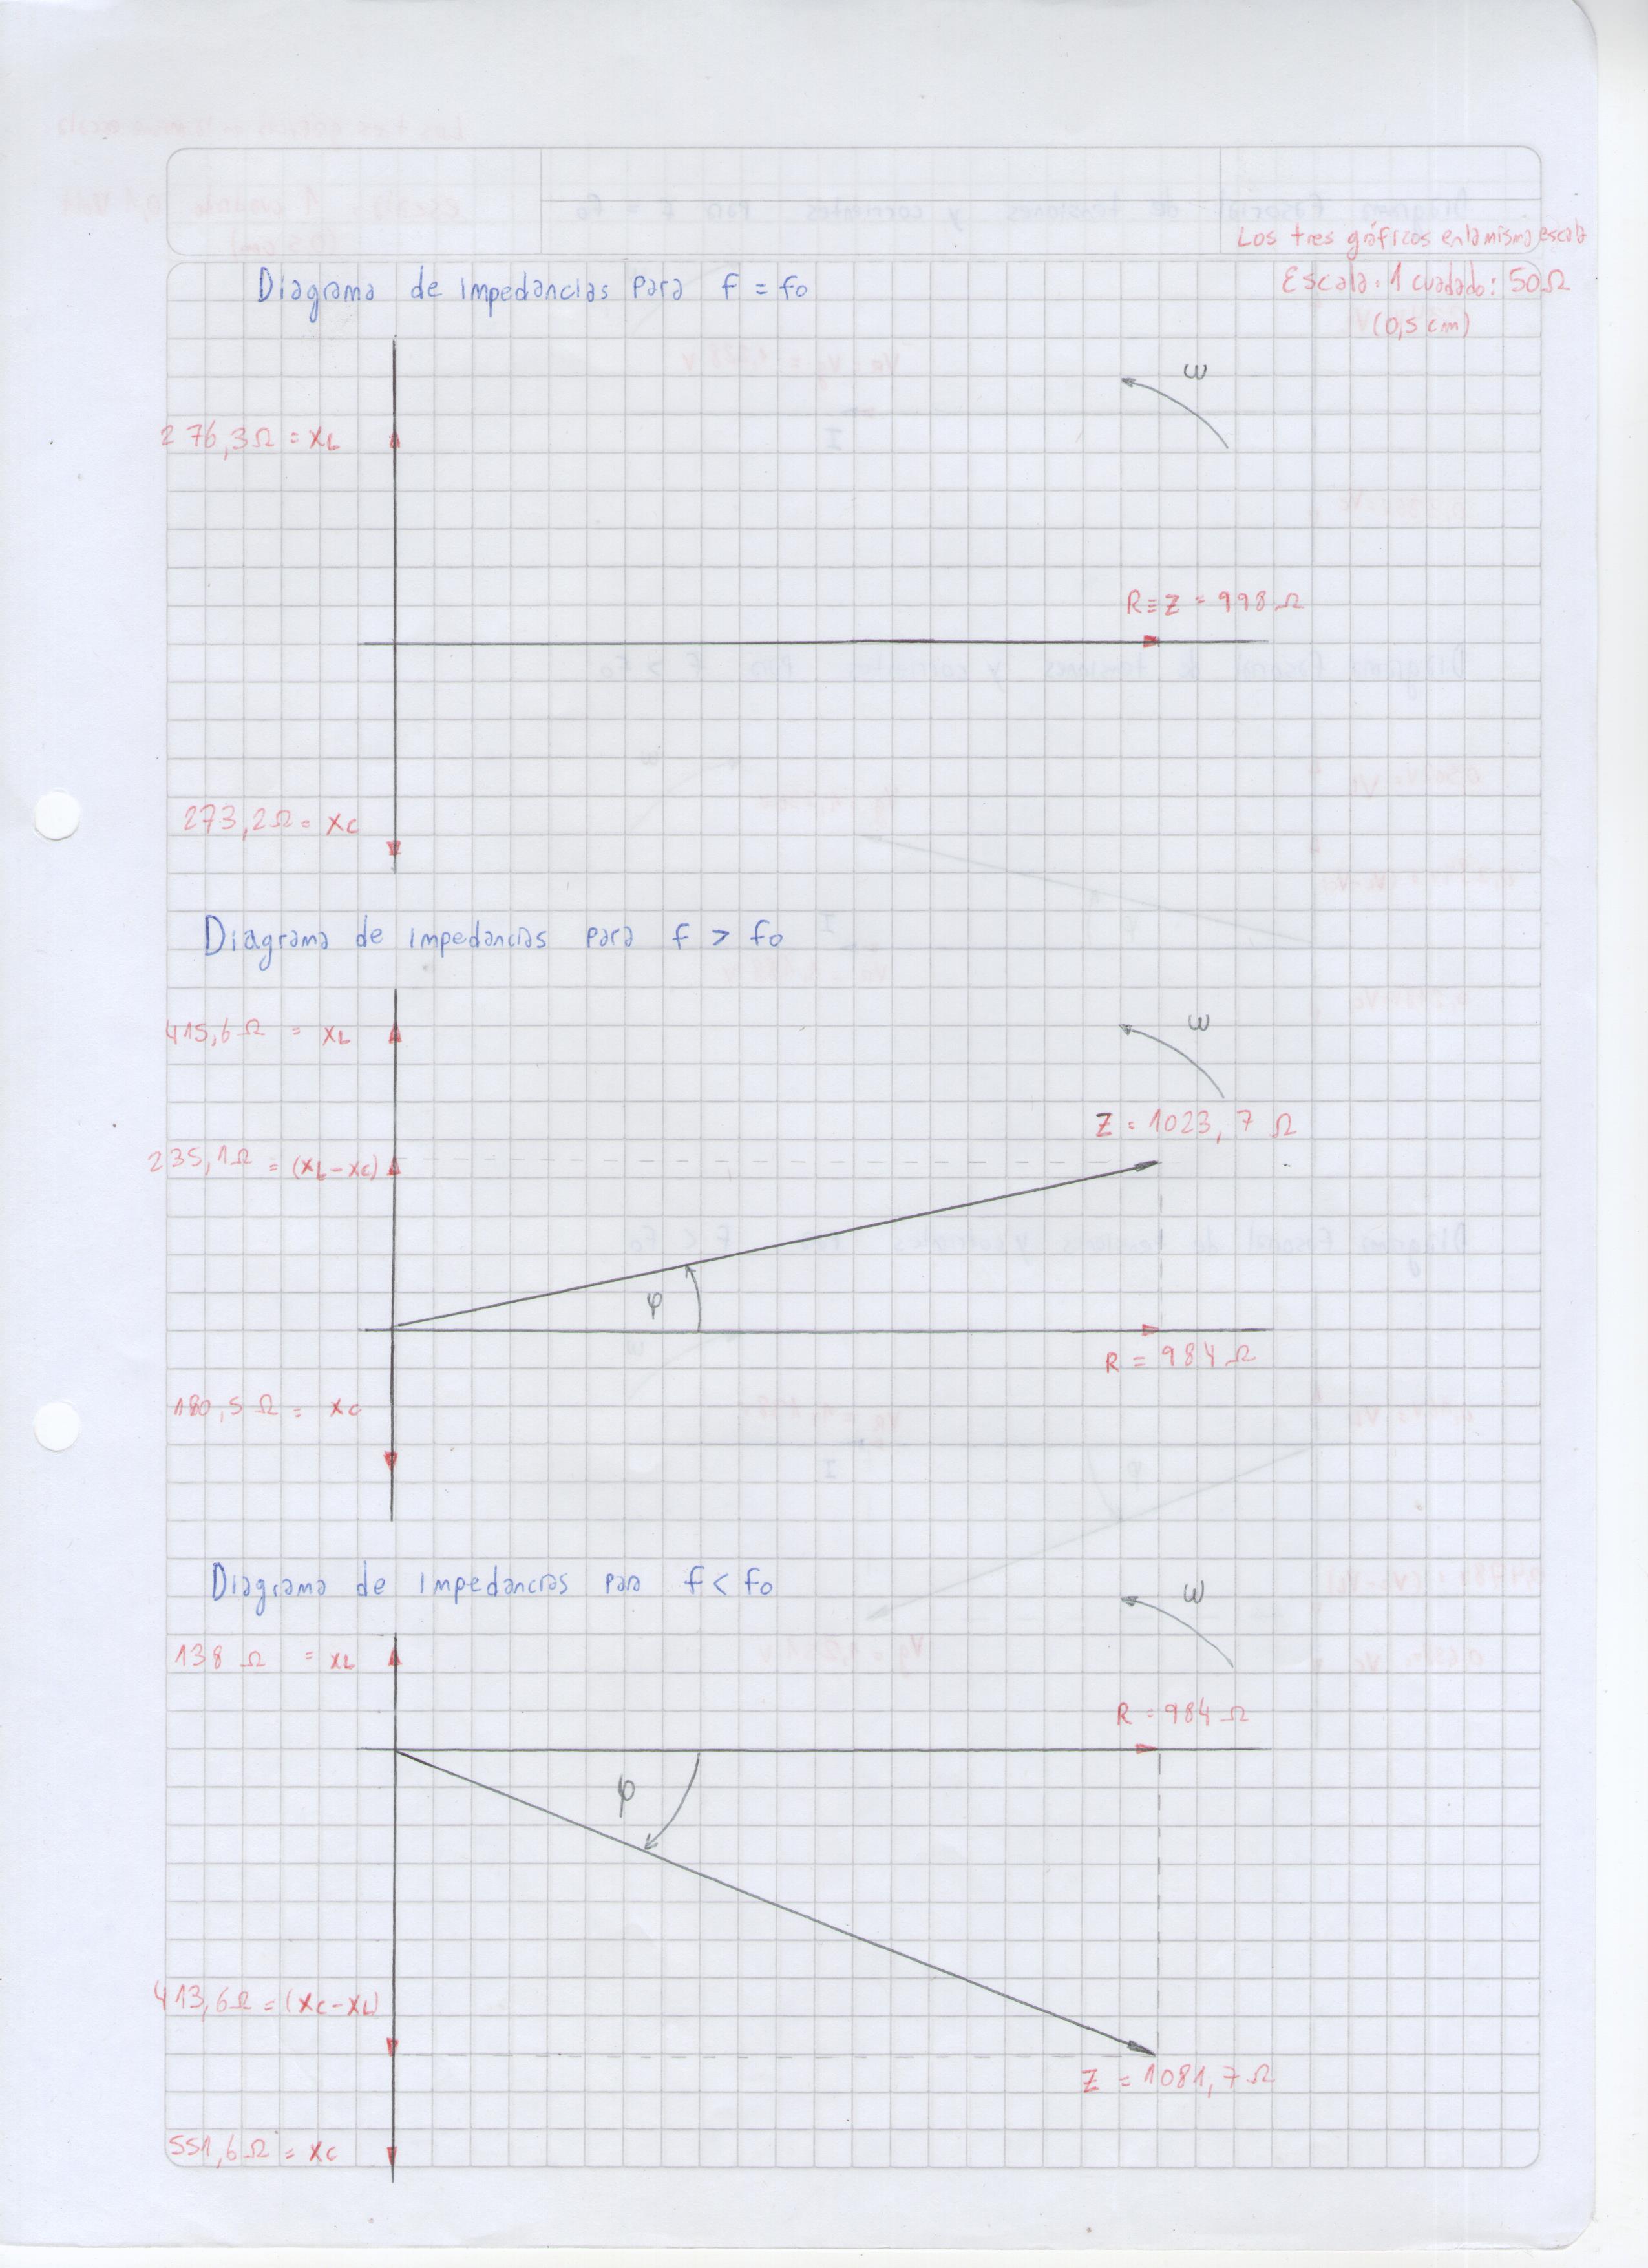 Los tres gráficos en la misma escala
Escala: 1 cuadado: 50Ω
(0,5 cm)
Diagrama de impedancias para f = fo
ω
276,3Ω = XL
R≡Z = 998 Ω
273,2Ω = XC
Diagrama de impedancias para f > fo
415,6 Ω = XL
ω
Z = 1023,7 Ω
235,1Ω = (XL-XC)
φ
R = 984 Ω
180,5 Ω = XC
Diagrama de impedancias para f < fo
ω
138 Ω = XL
R = 984 Ω
φ
413,6Ω = (XC-XL)
Z = 1081,7 Ω
551,6 Ω = XC